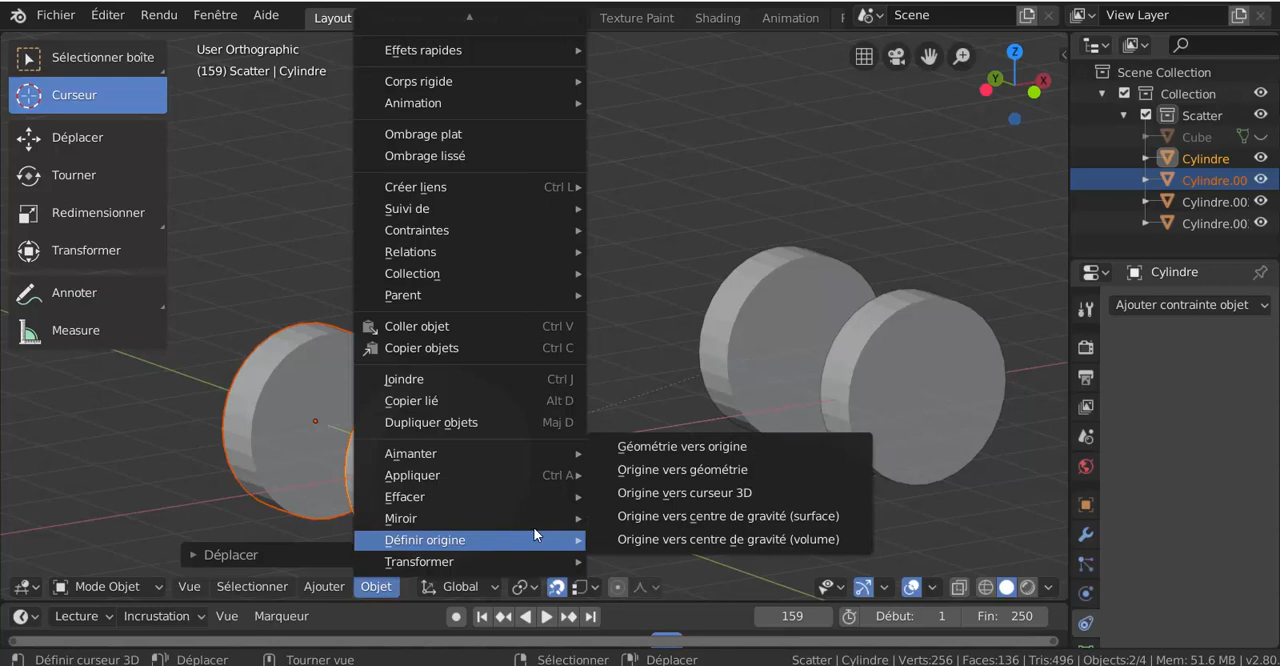 Fichier Éditer Rendu Fenêtre Aide Layout Texture Paint Shading Animation Scene View Layer
Sélectionner boîte
Curseur
Déplacer
Tourner
Redimensionner
Transformer
Annoter
Measure
User Orthographic
(159) Scatter | Cylindre
Effets rapides
Corps rigide
Animation
Ombrage plat
Ombrage lissé
Créer liens Ctrl L
Suivi de
Contraintes
Relations
Collection
Parent
Coller objet Ctrl V
Copier objets Ctrl C
Joindre Ctrl J
Copier lié Alt D
Dupliquer objets Maj D
Aimanter
Appliquer Ctrl A
Effacer
Miroir
Définir origine
Transformer
Géométrie vers origine
Origine vers géométrie
Origine vers curseur 3D
Origine vers centre de gravité (surface)
Origine vers centre de gravité (volume)
Z
Y
X
Scene Collection
Collection
Scatter
Cube
Cylindre
Cylindre.00
Cylindre.00
Cylindre.00
Cylindre
Ajouter contrainte objet
Déplacer
Mode Objet Vue Sélectionner Ajouter Objet Global
Lecture Incrustation Vue Marqueur 159 Début: 1 Fin: 250
Définir curseur 3D Déplacer Tourner vue Sélectionner Déplacer Scatter | Cylindre | Verts:256 | Faces:136 | Tris:496 | Objects:2/4 | Mem: 51.6 MB | v2.80